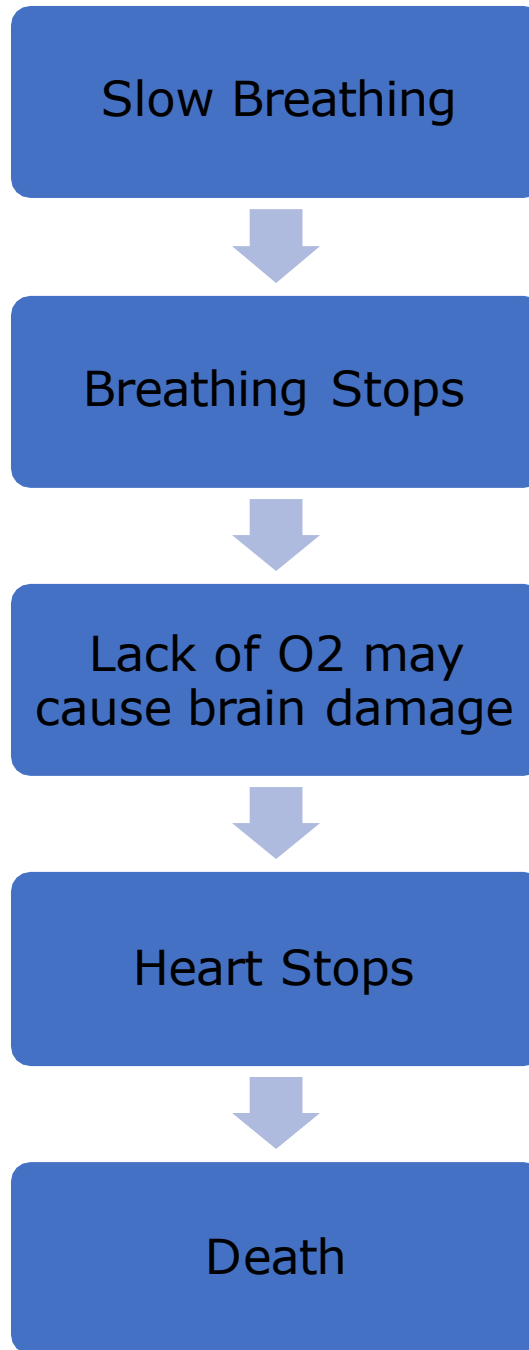 Slow Breathing
Breathing Stops
Lack of O2 may
cause brain damage
Heart Stops
Death